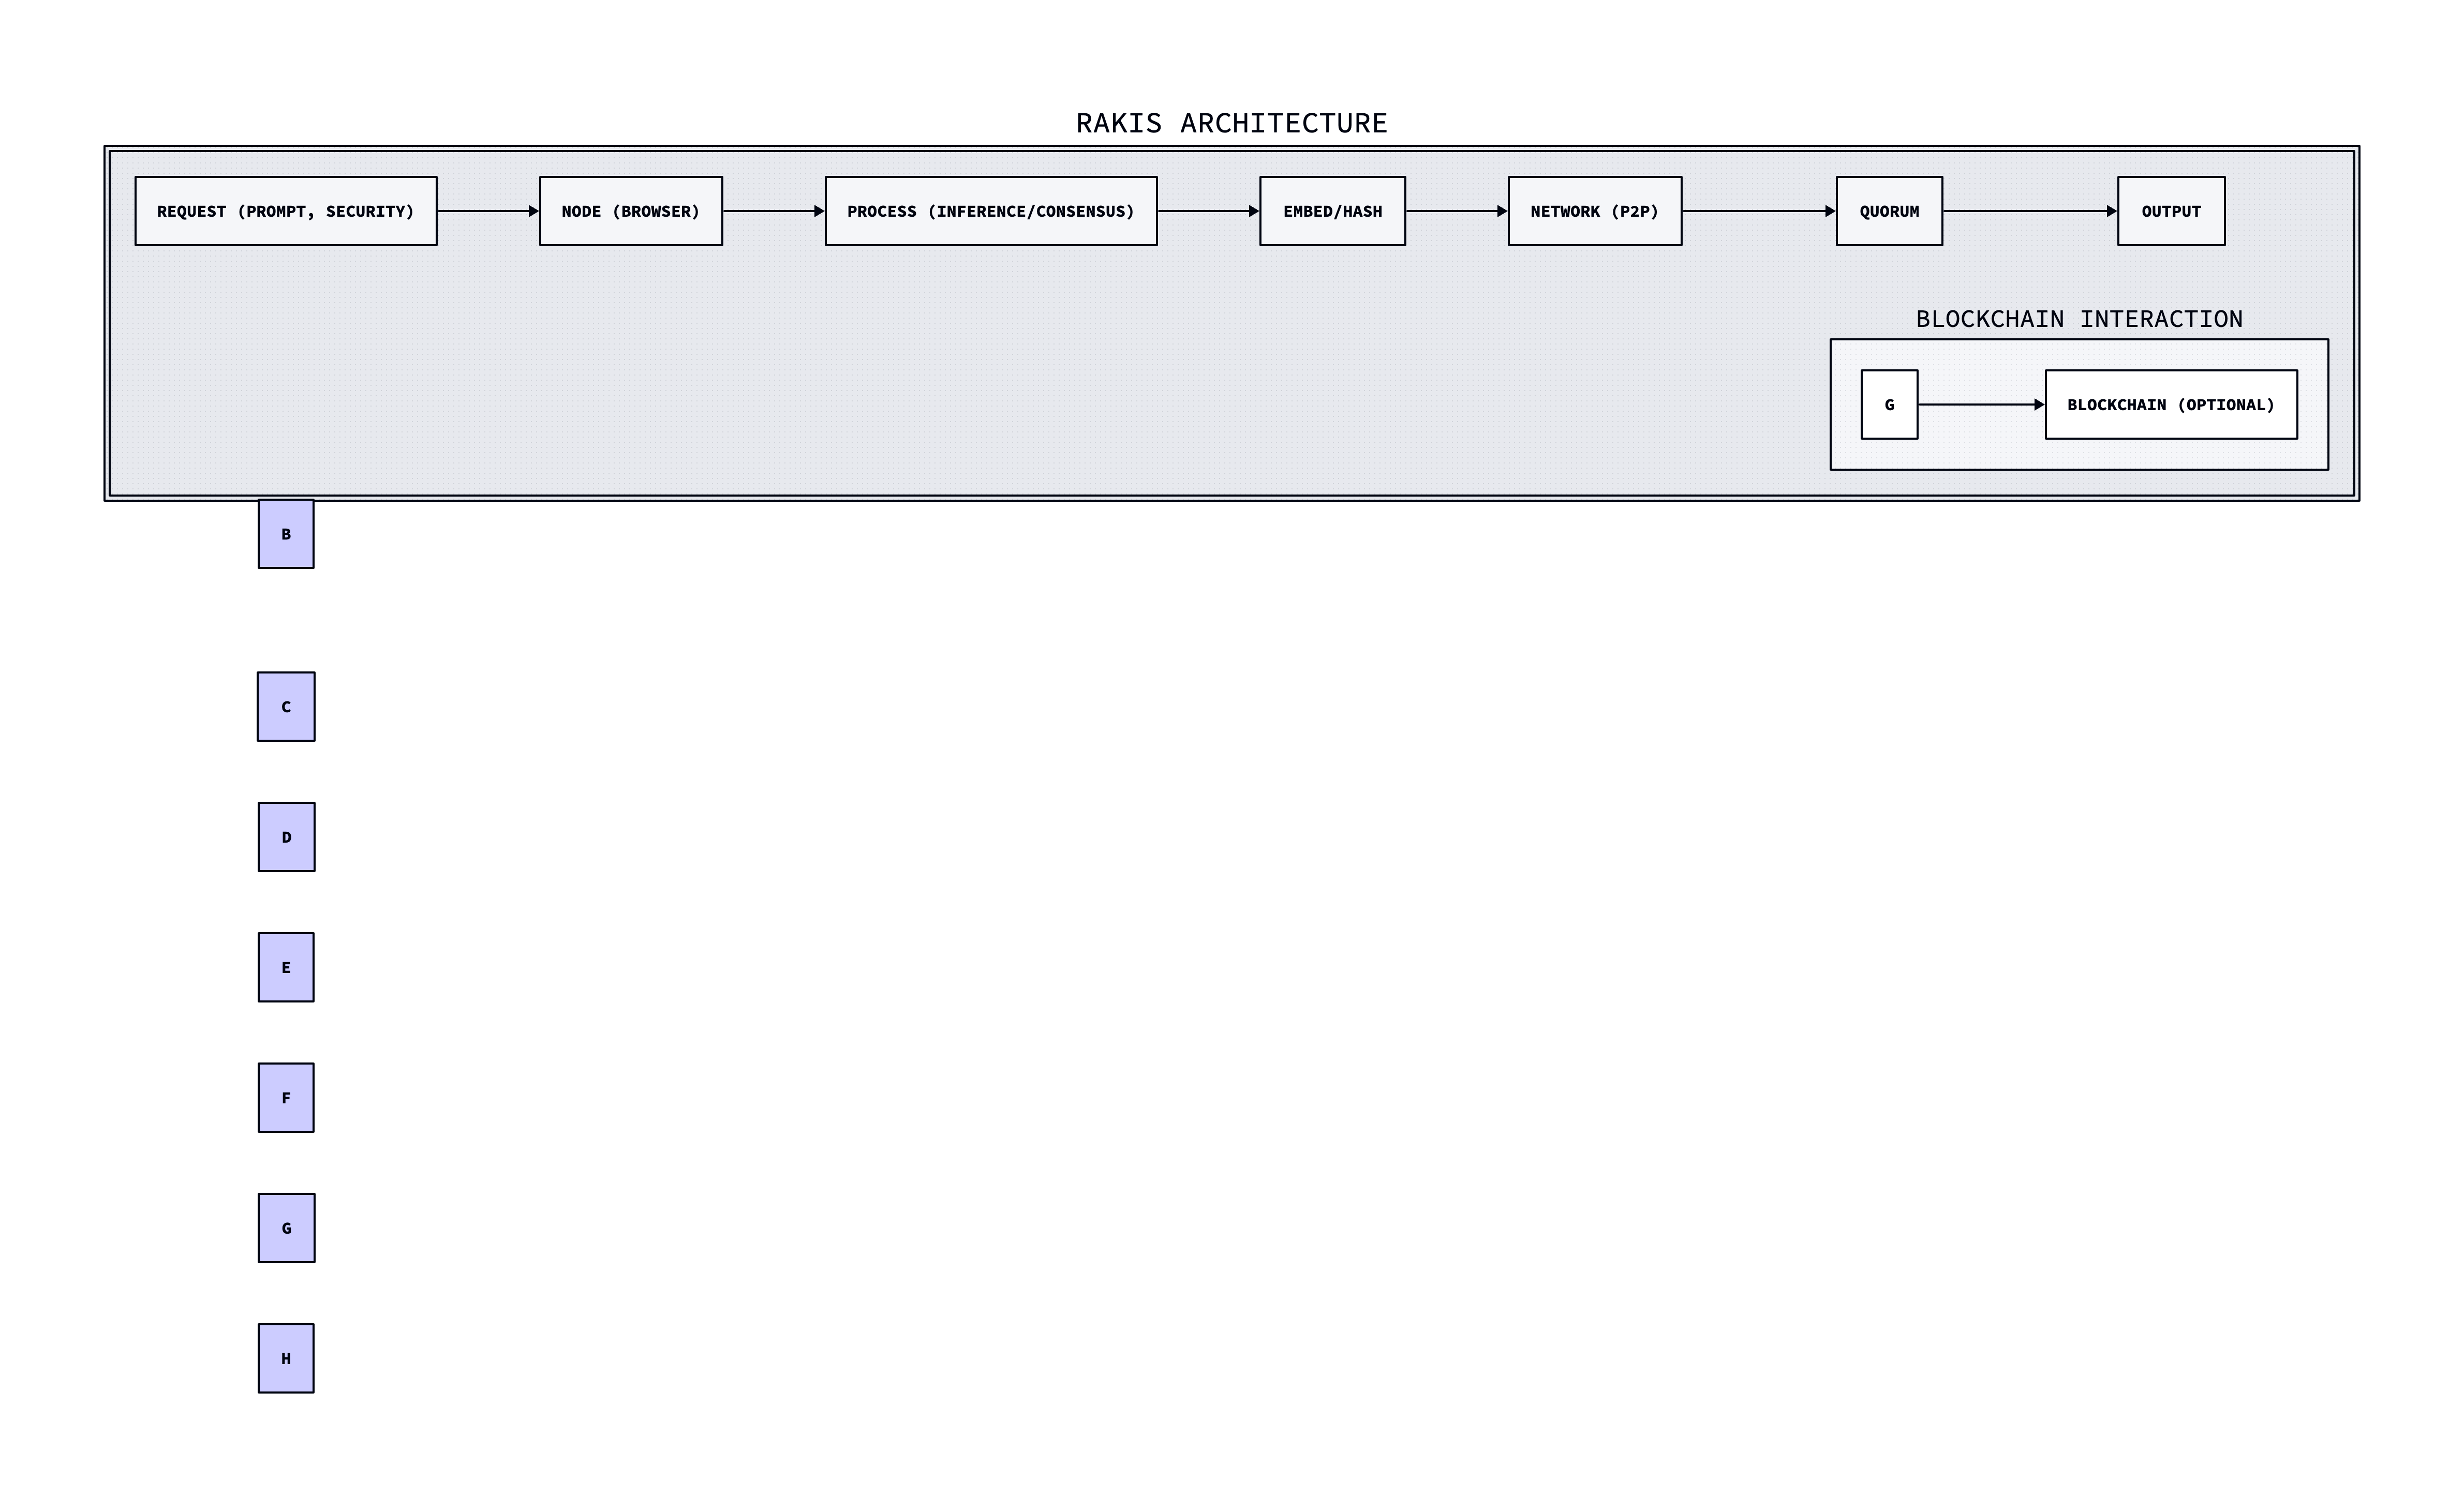 RAKIS ARCHITECTURE
REQUEST (PROMPT, SECURITY)
NODE (BROWSER)
PROCESS (INFERENCE/CONSENSUS)
EMBED/HASH
NETWORK (P2P)
QUORUM
OUTPUT
BLOCKCHAIN INTERACTION
G
BLOCKCHAIN (OPTIONAL)
B
C
D
E
F
G
H